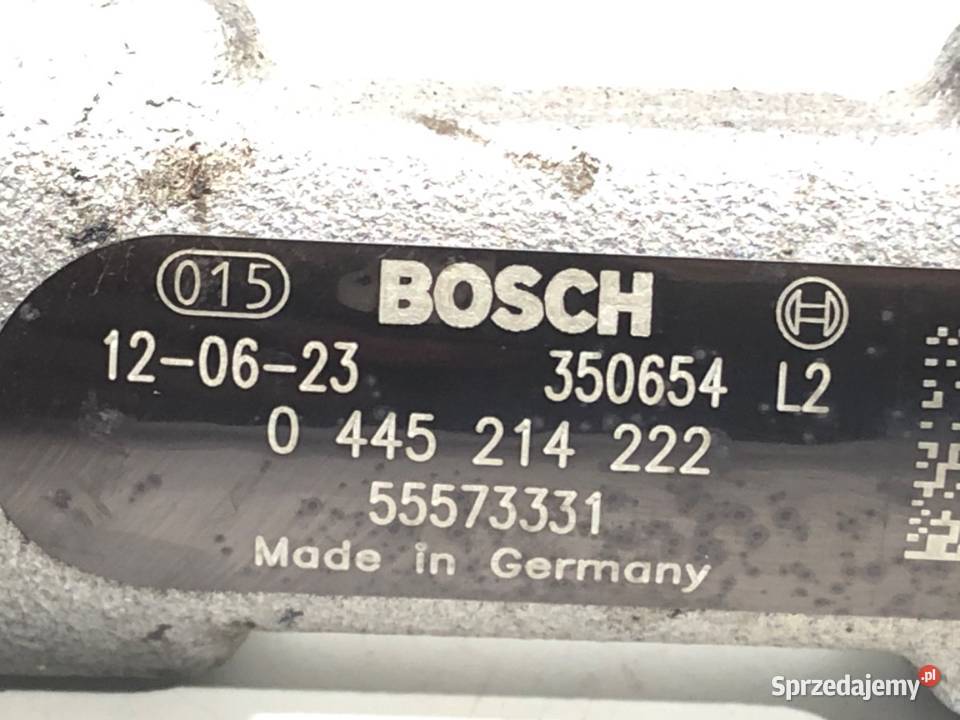 015 BOSCH
12-06-23 350654 L2
0 445 214 222
55573331
Made in Germany
Sprzedajemy.pl